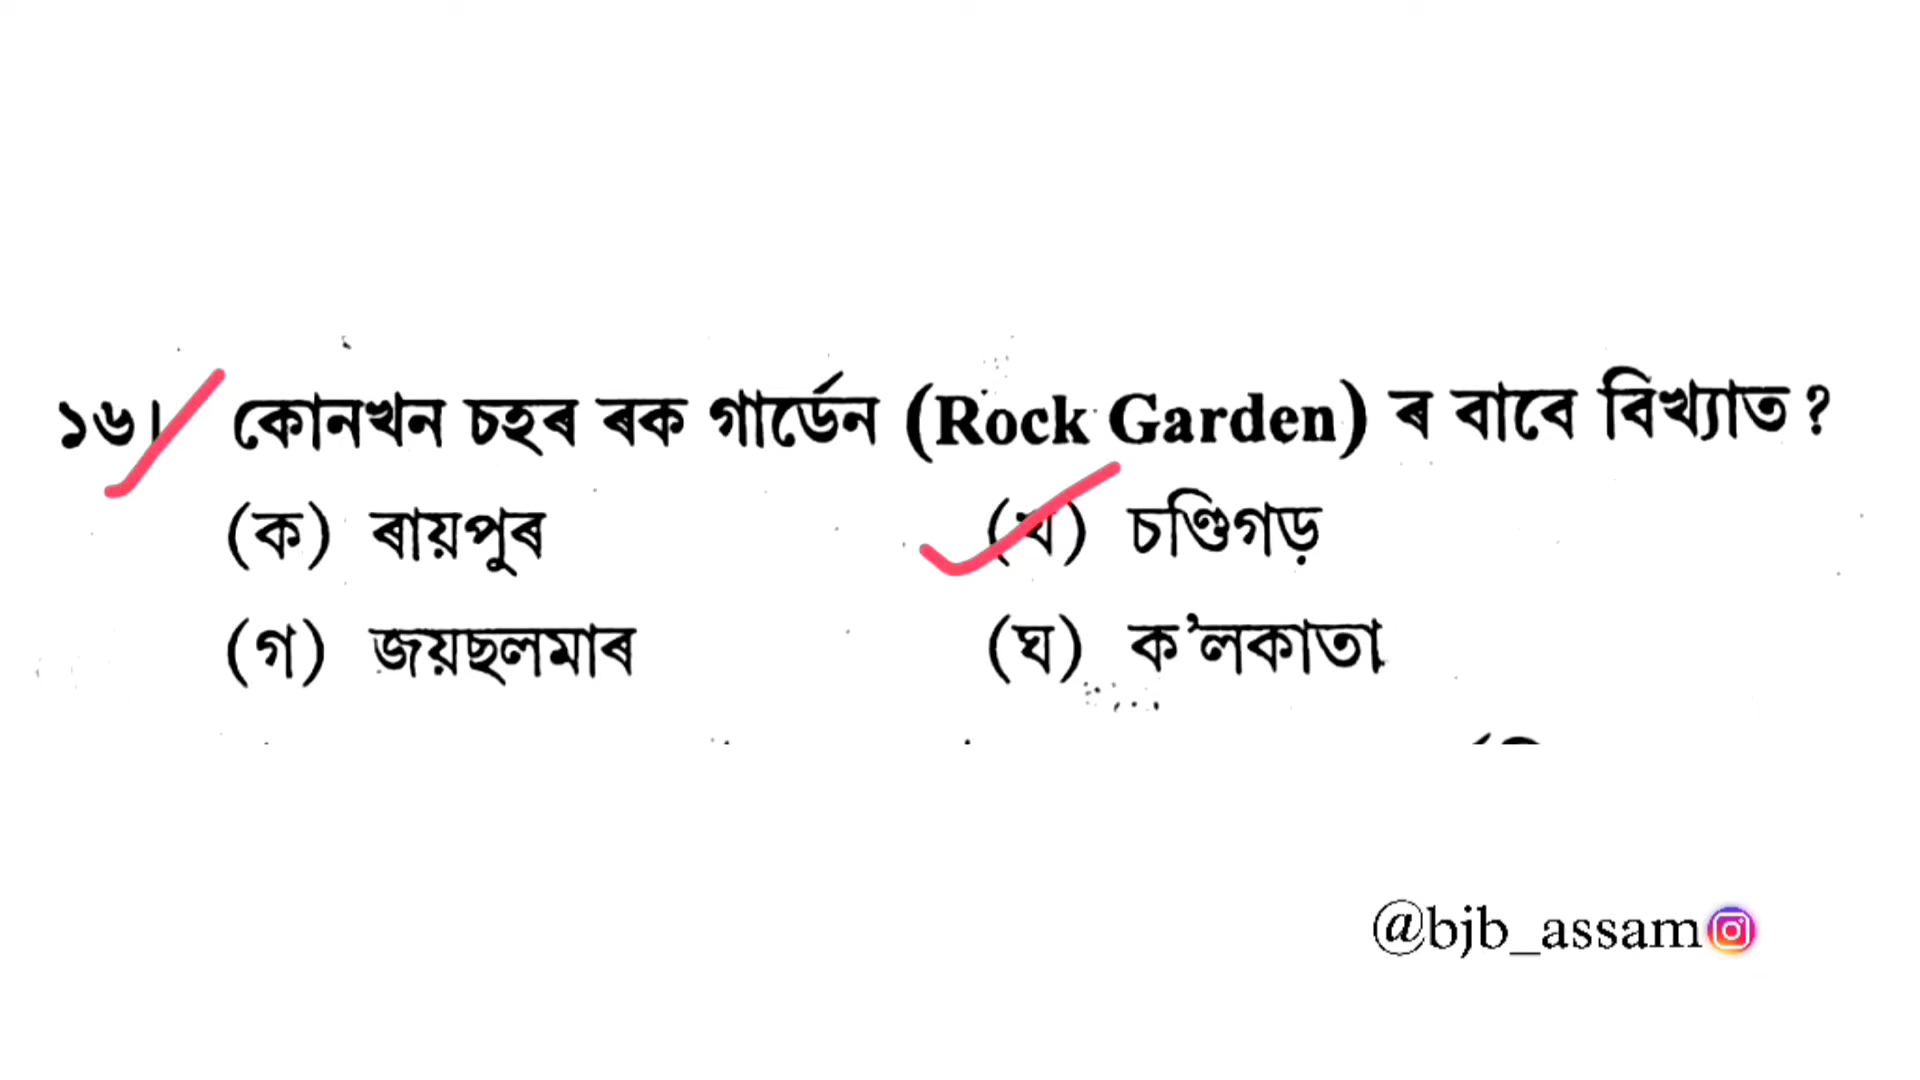 ১৬। কোনখন চহৰ ৰক গাৰ্ডেন (Rock Garden) ৰ বাবে বিখ্যাত ?
(ক) ৰায়পুৰ (খ) চণ্ডিগড়
(গ) জয়ছলমাৰ (ঘ) ক'লকাতা
@bjb_assam